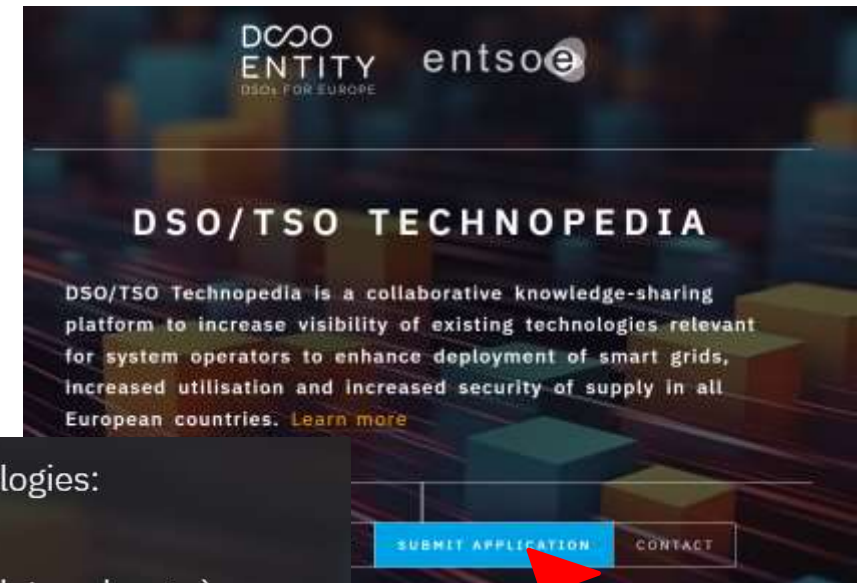 DSO
ENTITY
DSOs FOR EUROPE
entsoe
DSO/TSO TECHNOPEDIA
DSO/TSO Technopedia is a collaborative knowledge-sharing
platform to increase visibility of existing technologies relevant
for system operators to enhance deployment of smart grids,
increased utilisation and increased security of supply in all
European countries. Learn more
logies:
SUBMIT APPLICATION
CONTACT